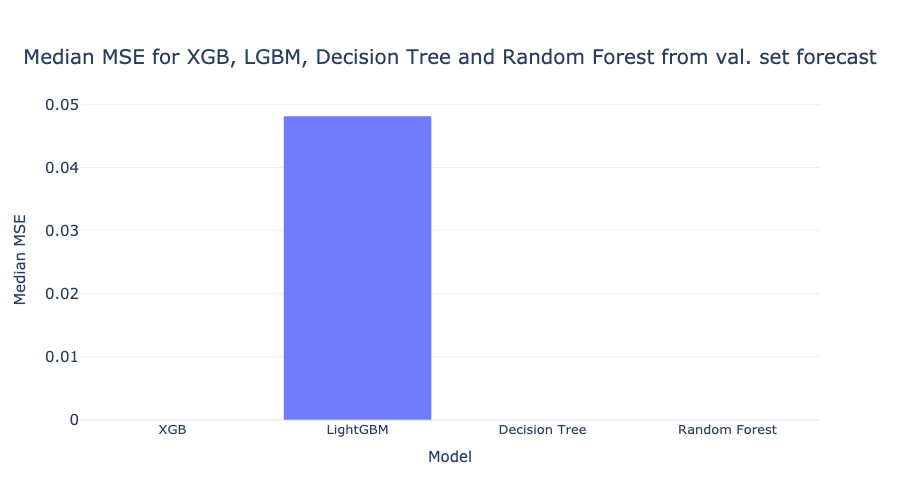 Median MSE for XGB, LGBM, Decision Tree and Random Forest from val. set forecast
0.05
0.04
0.03
0.02
0.01
0
Median MSE
XGB LightGBM Decision Tree Random Forest
Model